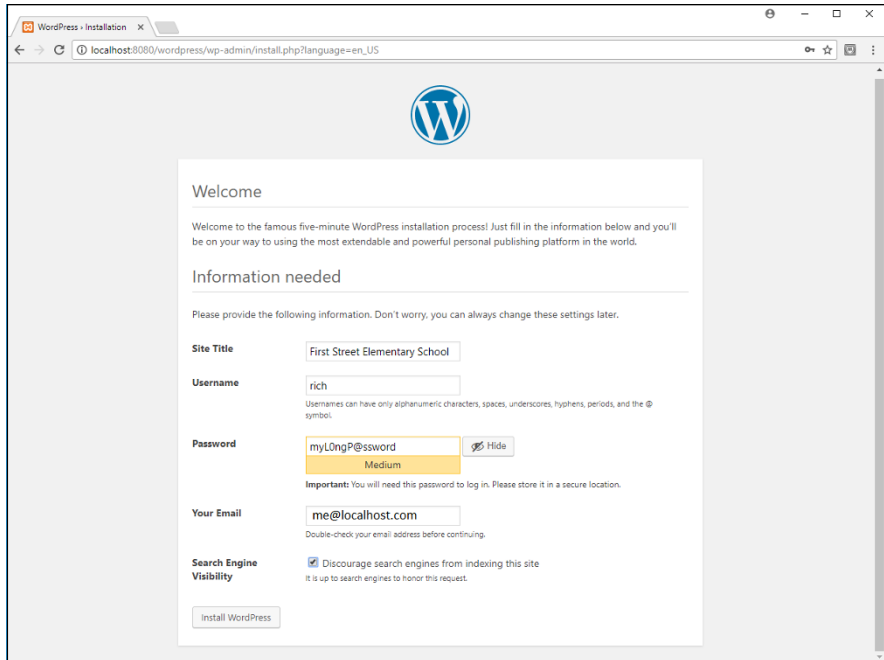 WordPress › Installation
localhost:8080/wordpress/wp-admin/install.php?language=en_US
Welcome
Welcome to the famous five-minute WordPress installation process! Just fill in the information below and you'll
be on your way to using the most extendable and powerful personal publishing platform in the world.
Information needed
Please provide the following information. Don't worry, you can always change these settings later.
Site Title
First Street Elementary School
Username
rich
Usernames can have only alphanumeric characters, spaces, underscores, hyphens, periods, and the @
symbol.
Password
myL0ngP@ssword
Hide
Medium
Important: You will need this password to log in. Please store it in a secure location.
Your Email
me@localhost.com
Double-check your email address before continuing.
Search Engine
Visibility
Discourage search engines from indexing this site
It is up to search engines to honor this request.
Install WordPress